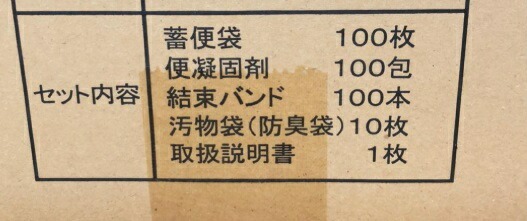 蓄便袋 100枚
便凝固剤 100包
セット内容 結束バンド 100本
汚物袋(防臭袋)10枚
取扱説明書 1枚